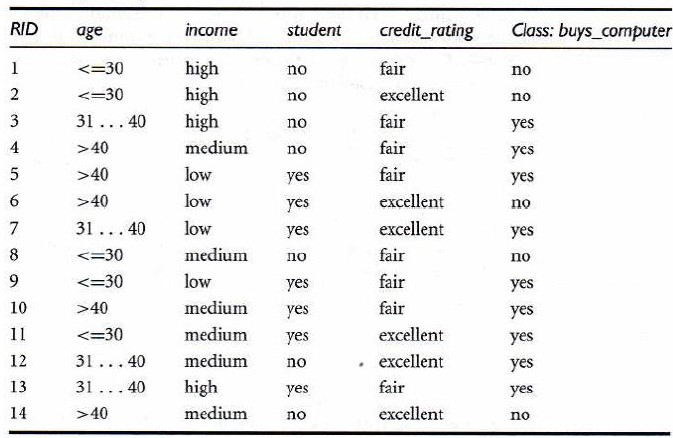 RID age income student credit_rating Class: buys_computer
1 <=30 high no fair no
2 <=30 high no excellent no
3 31 ... 40 high no fair yes
4 >40 medium no fair yes
5 >40 low yes fair yes
6 >40 low yes excellent no
7 31 ... 40 low yes excellent yes
8 <=30 medium no fair no
9 <=30 low yes fair yes
10 >40 medium yes fair yes
11 <=30 medium yes excellent yes
12 31 ... 40 medium no excellent yes
13 31 ... 40 high yes fair yes
14 >40 medium no excellent no